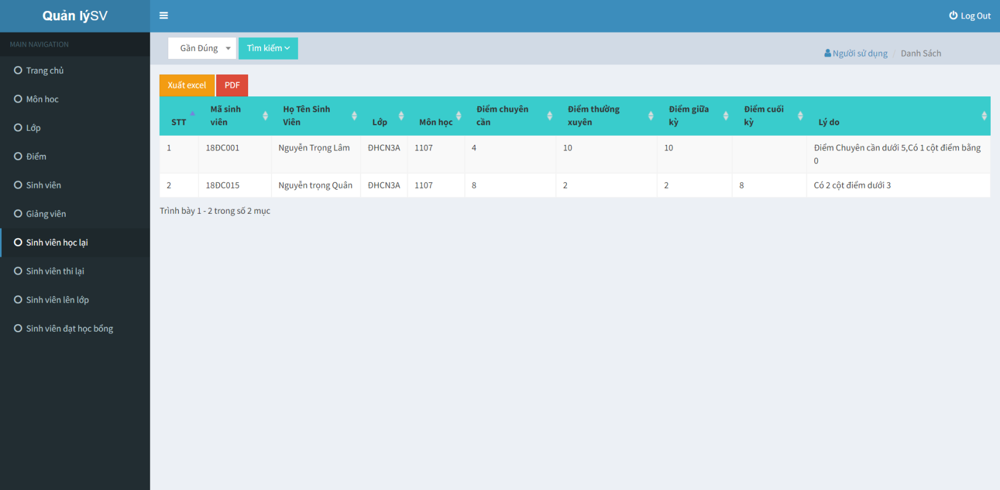 Quản lýSV
Log Out
MAIN NAVIGATION
Trang chủ
Môn hoc
Lớp
Điểm
Sinh viên
Giảng viên
Sinh viên học lại
Sinh viên thi lại
Sinh viên lên lớp
Sinh viên đạt học bổng
Gần Đúng
Tìm kiếm
Người sử dụng / Danh Sách
Xuất excel
PDF
STT
Mã sinh
viên
Họ Tên Sinh
Viên
Lớp
Môn học
Điểm chuyên
cần
Điểm thường
xuyên
Điểm giữa
kỳ
Điểm cuối
kỳ
Lý do
1 18DC001 Nguyễn Trọng Lâm ĐHCN3A 1107 4 10 10 Điểm Chuyên cần dưới 5,Có 1 cột điểm bằng
0
2 18DC015 Nguyễn trọng Quân ĐHCN3A 1107 8 2 2 8 Có 2 cột điểm dưới 3
Trình bày 1 - 2 trong số 2 mục